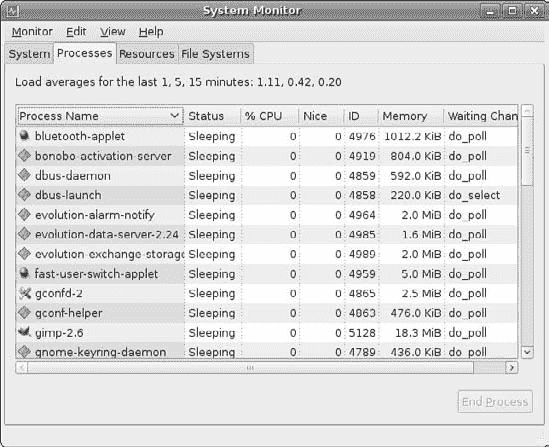 System Monitor
Monitor Edit View Help
System Processes Resources File Systems
Load averages for the last 1, 5, 15 minutes: 1.11, 0.42, 0.20
Process Name Status % CPU Nice ID Memory Waiting Chan
bluetooth-applet Sleeping 0 0 4976 1012.2 KiB do_poll
bonobo-activation-server Sleeping 0 0 4919 804.0 KiB do_poll
dbus-daemon Sleeping 0 0 4859 592.0 KiB do_poll
dbus-launch Sleeping 0 0 4858 220.0 KiB do_select
evolution-alarm-notify Sleeping 0 0 4964 2.0 MiB do_poll
evolution-data-server-2.24 Sleeping 0 0 4985 1.6 MiB do_poll
evolution-exchange-storage Sleeping 0 0 4989 2.0 MiB do_poll
fast-user-switch-applet Sleeping 0 0 4959 5.0 MiB do_poll
gconfd-2 Sleeping 0 0 4865 2.5 MiB do_poll
gconf-helper Sleeping 0 0 4863 476.0 KiB do_poll
gimp-2.6 Sleeping 0 0 5128 18.3 MiB do_poll
gnome-keyring-daemon Sleeping 0 0 4789 436.0 KiB do_poll
End Process